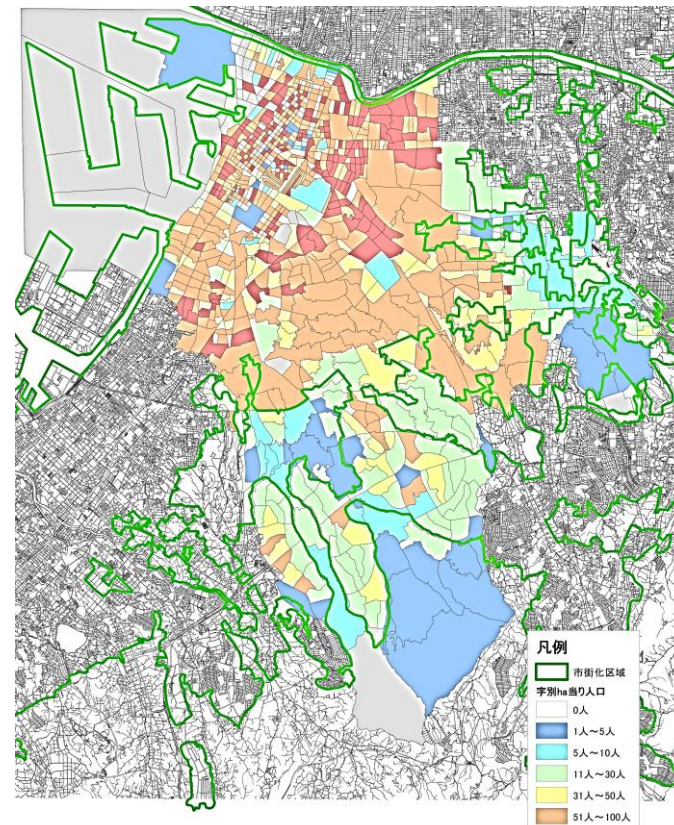 凡例
市街化区域
字別ha当り人口
0人
1人～5人
5人～10人
11人～30人
31人～50人
51人～100人